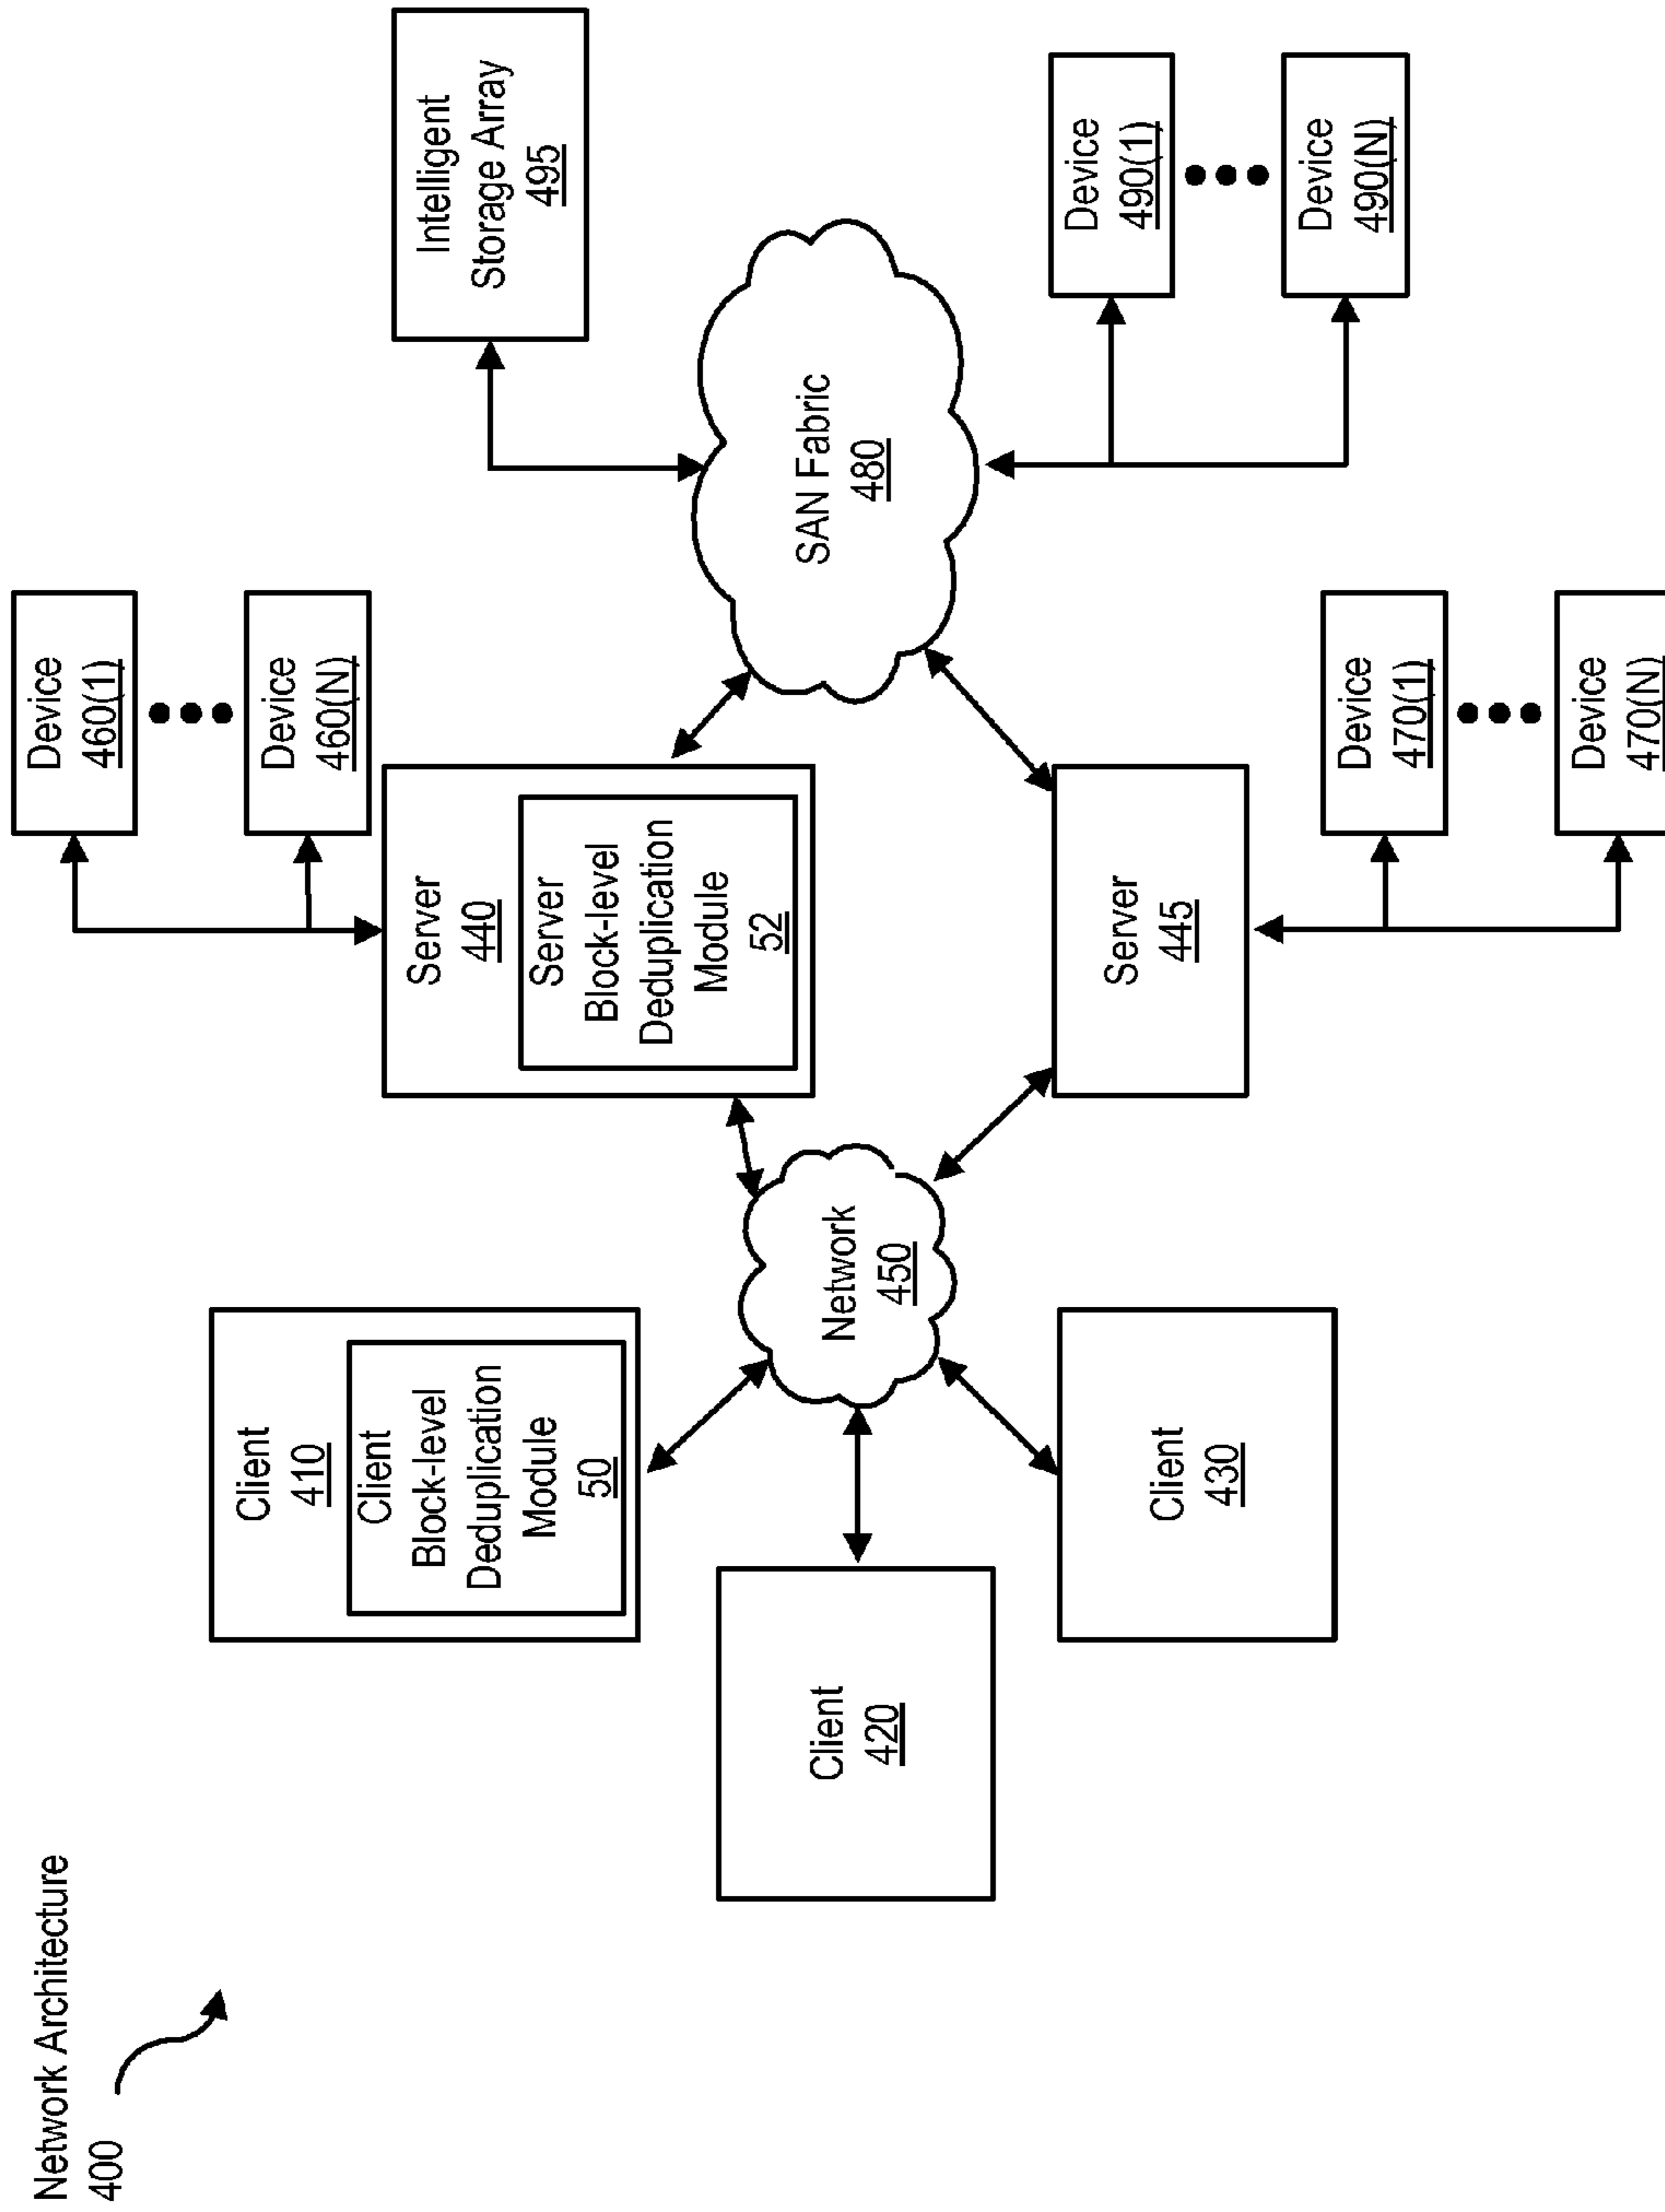 Network Architecture
400
Client
410
Client
Block-level
Deduplication
Module
50
Client
420
Client
430
Network
450
Server
440
Server
Block-level
Deduplication
Module
52
Server
445
Device
460(1)
Device
460(N)
Device
470(1)
Device
470(N)
SAN Fabric
480
Intelligent
Storage Array
495
Device
490(1)
Device
490(N)